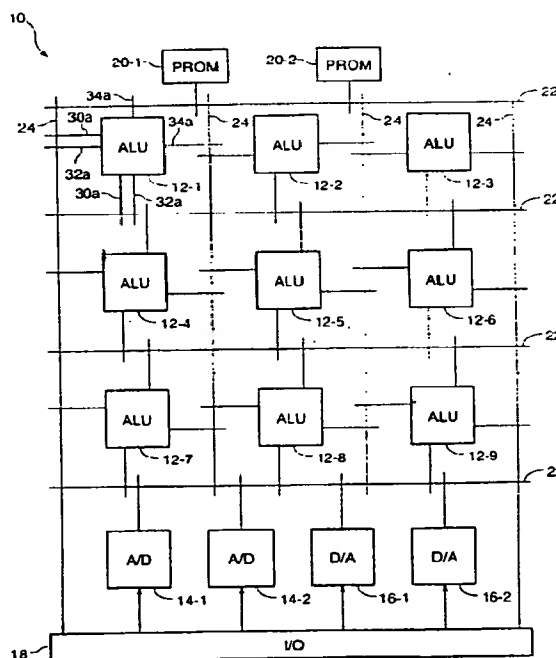 10
20-1
PROM
20-2
PROM
34a
22
24
30a
32a
ALU
34a
24
ALU
24
24
ALU
12-1
12-2
12-3
30a
32a
22
ALU
ALU
ALU
12-4
12-5
12-6
22
ALU
ALU
ALU
12-7
12-8
12-9
A/D
A/D
D/A
D/A
14-1
14-2
16-1
16-2
18
I/O